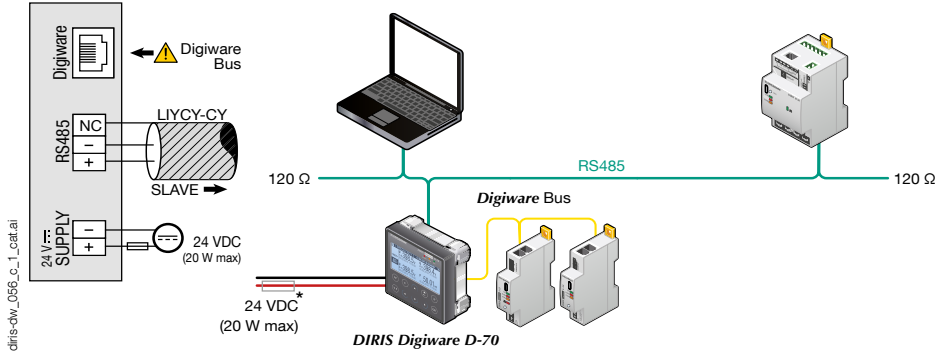 Digiware
Digiware
Bus
RS485
NC
–
+
LIYCY-CY
SLAVE
24 V
SUPPLY
–
+
24 VDC
(20 W max)
diris-dw_056_c_1_cat.ai
120 Ω
RS485
120 Ω
Digiware Bus
24 VDC*
(20 W max)
DIRIS Digiware D-70